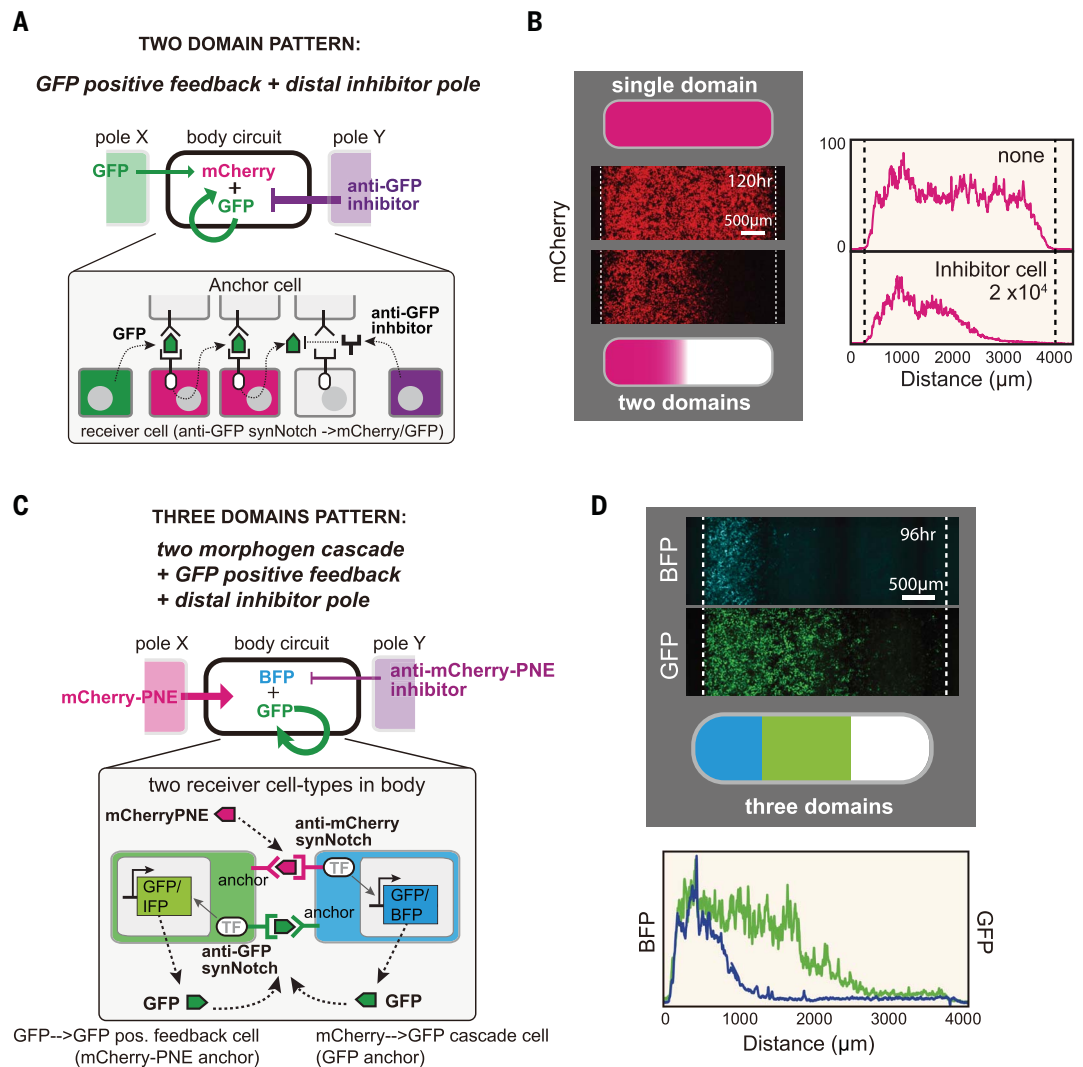 A
TWO DOMAIN PATTERN:
GFP positive feedback + distal inhibitor pole
pole X
body circuit
pole Y
GFP
mCherry
+
GFP
anti-GFP
inhibitor
Anchor cell
GFP
anti-GFP
inhbitor
receiver cell (anti-GFP synNotch ->mCherry/GFP)
B
single domain
mCherry
120hr
500µm
two domains
100
0
none
Inhibitor cell
2 x10⁴
0 1000 2000 3000 4000
Distance (µm)
C
THREE DOMAINS PATTERN:
two morphogen cascade
+ GFP positive feedback
+ distal inhibitor pole
pole X
body circuit
pole Y
mCherry-PNE
BFP
+
GFP
anti-mCherry-PNE
inhibitor
two receiver cell-types in body
mCherryPNE
anti-mCherry
synNotch
anchor
TF
GFP/
IFP
GFP/
BFP
TF
anchor
anti-GFP
synNotch
GFP
GFP
GFP-->GFP pos. feedback cell
(mCherry-PNE anchor)
mCherry-->GFP cascade cell
(GFP anchor)
D
BFP
96hr
500µm
GFP
three domains
BFP
GFP
0 1000 2000 3000 4000
Distance (µm)